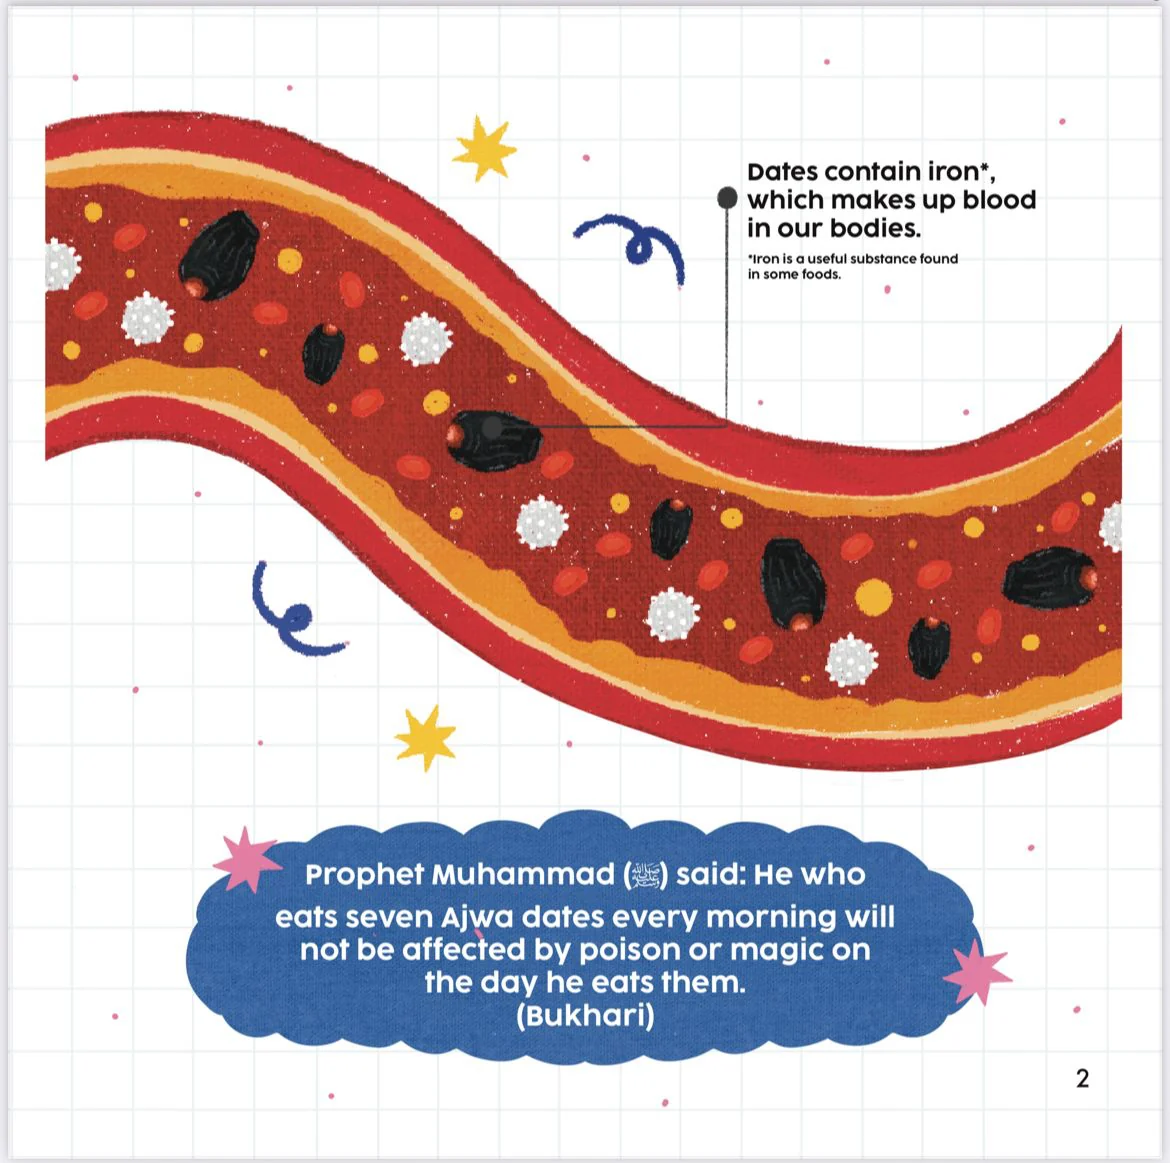 Dates contain iron*,
which makes up blood
in our bodies.
*Iron is a useful substance found
in some foods.
Prophet Muhammad (ﷺ) said: He who
eats seven Ajwa dates every morning will
not be affected by poison or magic on
the day he eats them.
(Bukhari)
2